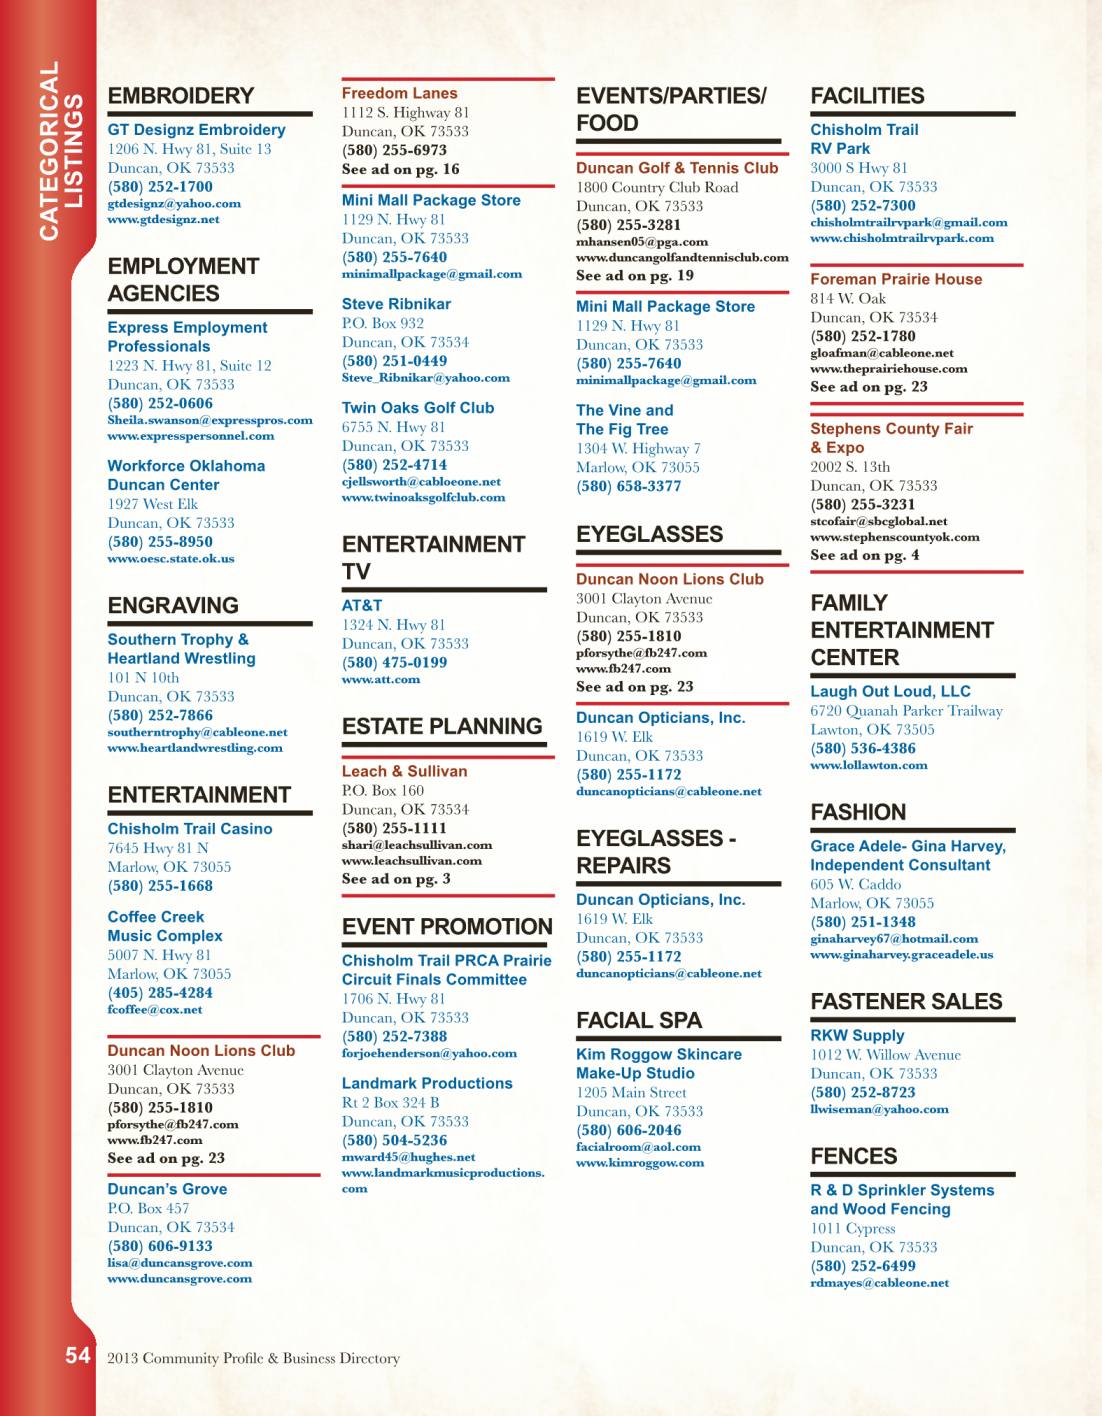 CATEGORICAL
LISTINGS
EMBROIDERY
GT Designz Embroidery
1206 N. Hwy 81, Suite 13
Duncan, OK 73533
(580) 252-1700
gtdesignz@yahoo.com
www.gtdesignz.net
EMPLOYMENT
AGENCIES
Express Employment
Professionals
1223 N. Hwy 81, Suite 12
Duncan, OK 73533
(580) 252-0606
Sheila.swanson@expresspros.com
www.expresspersonnel.com
Workforce Oklahoma
Duncan Center
1927 West Elk
Duncan, OK 73533
(580) 255-8950
www.oesc.state.ok.us
ENGRAVING
Southern Trophy &
Heartland Wrestling
101 N 10th
Duncan, OK 73533
(580) 252-7866
southerntrophy@cableone.net
www.heartlandwrestling.com
ENTERTAINMENT
Chisholm Trail Casino
7645 Hwy 81 N
Marlow, OK 73055
(580) 255-1668
Coffee Creek
Music Complex
5007 N. Hwy 81
Marlow, OK 73055
(405) 285-4284
fcoffee@cox.net
Duncan Noon Lions Club
3001 Clayton Avenue
Duncan, OK 73533
(580) 255-1810
pforsythe@fb247.com
www.fb247.com
See ad on pg. 23
Duncan's Grove
P.O. Box 457
Duncan, OK 73534
(580) 606-9133
lisa@duncansgrove.com
www.duncansgrove.com
Freedom Lanes
1112 S. Highway 81
Duncan, OK 73533
(580) 255-6973
See ad on pg. 16
Mini Mall Package Store
1129 N. Hwy 81
Duncan, OK 73533
(580) 255-7640
minimallpackage@gmail.com
Steve Ribnikar
P.O. Box 932
Duncan, OK 73534
(580) 251-0449
Steve_Ribnikar@yahoo.com
Twin Oaks Golf Club
6755 N. Hwy 81
Duncan, OK 73533
(580) 252-4714
cjellsworth@cabloeone.net
www.twinoaksgolfclub.com
ENTERTAINMENT
TV
AT&T
1324 N. Hwy 81
Duncan, OK 73533
(580) 475-0199
www.att.com
ESTATE PLANNING
Leach & Sullivan
P.O. Box 160
Duncan, OK 73534
(580) 255-1111
shari@leachsullivan.com
www.leachsullivan.com
See ad on pg. 3
EVENT PROMOTION
Chisholm Trail PRCA Prairie
Circuit Finals Committee
1706 N. Hwy 81
Duncan, OK 73533
(580) 252-7388
forjoehenderson@yahoo.com
Landmark Productions
Rt 2 Box 324 B
Duncan, OK 73533
(580) 504-5236
mward45@hughes.net
www.landmarkmusicproductions.
com
EVENTS/PARTIES/
FOOD
Duncan Golf & Tennis Club
1800 Country Club Road
Duncan, OK 73533
(580) 255-3281
mhansen05@pga.com
www.duncangolfandtennisclub.com
See ad on pg. 19
Mini Mall Package Store
1129 N. Hwy 81
Duncan, OK 73533
(580) 255-7640
minimallpackage@gmail.com
The Vine and
The Fig Tree
1304 W. Highway 7
Marlow, OK 73055
(580) 658-3377
EYEGLASSES
Duncan Noon Lions Club
3001 Clayton Avenue
Duncan, OK 73533
(580) 255-1810
pforsythe@fb247.com
www.fb247.com
See ad on pg. 23
Duncan Opticians, Inc.
1619 W. Elk
Duncan, OK 73533
(580) 255-1172
duncanopticians@cableone.net
EYEGLASSES -
REPAIRS
Duncan Opticians, Inc.
1619 W. Elk
Duncan, OK 73533
(580) 255-1172
duncanopticians@cableone.net
FACIAL SPA
Kim Roggow Skincare
Make-Up Studio
1205 Main Street
Duncan, OK 73533
(580) 606-2046
facialroom@aol.com
www.kimroggow.com
FACILITIES
Chisholm Trail
RV Park
3000 S Hwy 81
Duncan, OK 73533
(580) 252-7300
chisholmtrailrvpark@gmail.com
www.chisholmtrailrvpark.com
Foreman Prairie House
814 W. Oak
Duncan, OK 73534
(580) 252-1780
gloafman@cableone.net
www.theprairiehouse.com
See ad on pg. 23
Stephens County Fair
& Expo
2002 S. 13th
Duncan, OK 73533
(580) 255-3231
stcofair@sbcglobal.net
www.stephenscountyok.com
See ad on pg. 4
FAMILY
ENTERTAINMENT
CENTER
Laugh Out Loud, LLC
6720 Quanah Parker Trailway
Lawton, OK 73505
(580) 536-4386
www.lollawton.com
FASHION
Grace Adele- Gina Harvey,
Independent Consultant
605 W. Caddo
Marlow, OK 73055
(580) 251-1348
ginaharvey67@hotmail.com
www.ginaharvey.graceadele.us
FASTENER SALES
RKW Supply
1012 W. Willow Avenue
Duncan, OK 73533
(580) 252-8723
llwiseman@yahoo.com
FENCES
R & D Sprinkler Systems
and Wood Fencing
1011 Cypress
Duncan, OK 73533
(580) 252-6499
rdmayes@cableone.net
54 2013 Community Profile & Business Directory